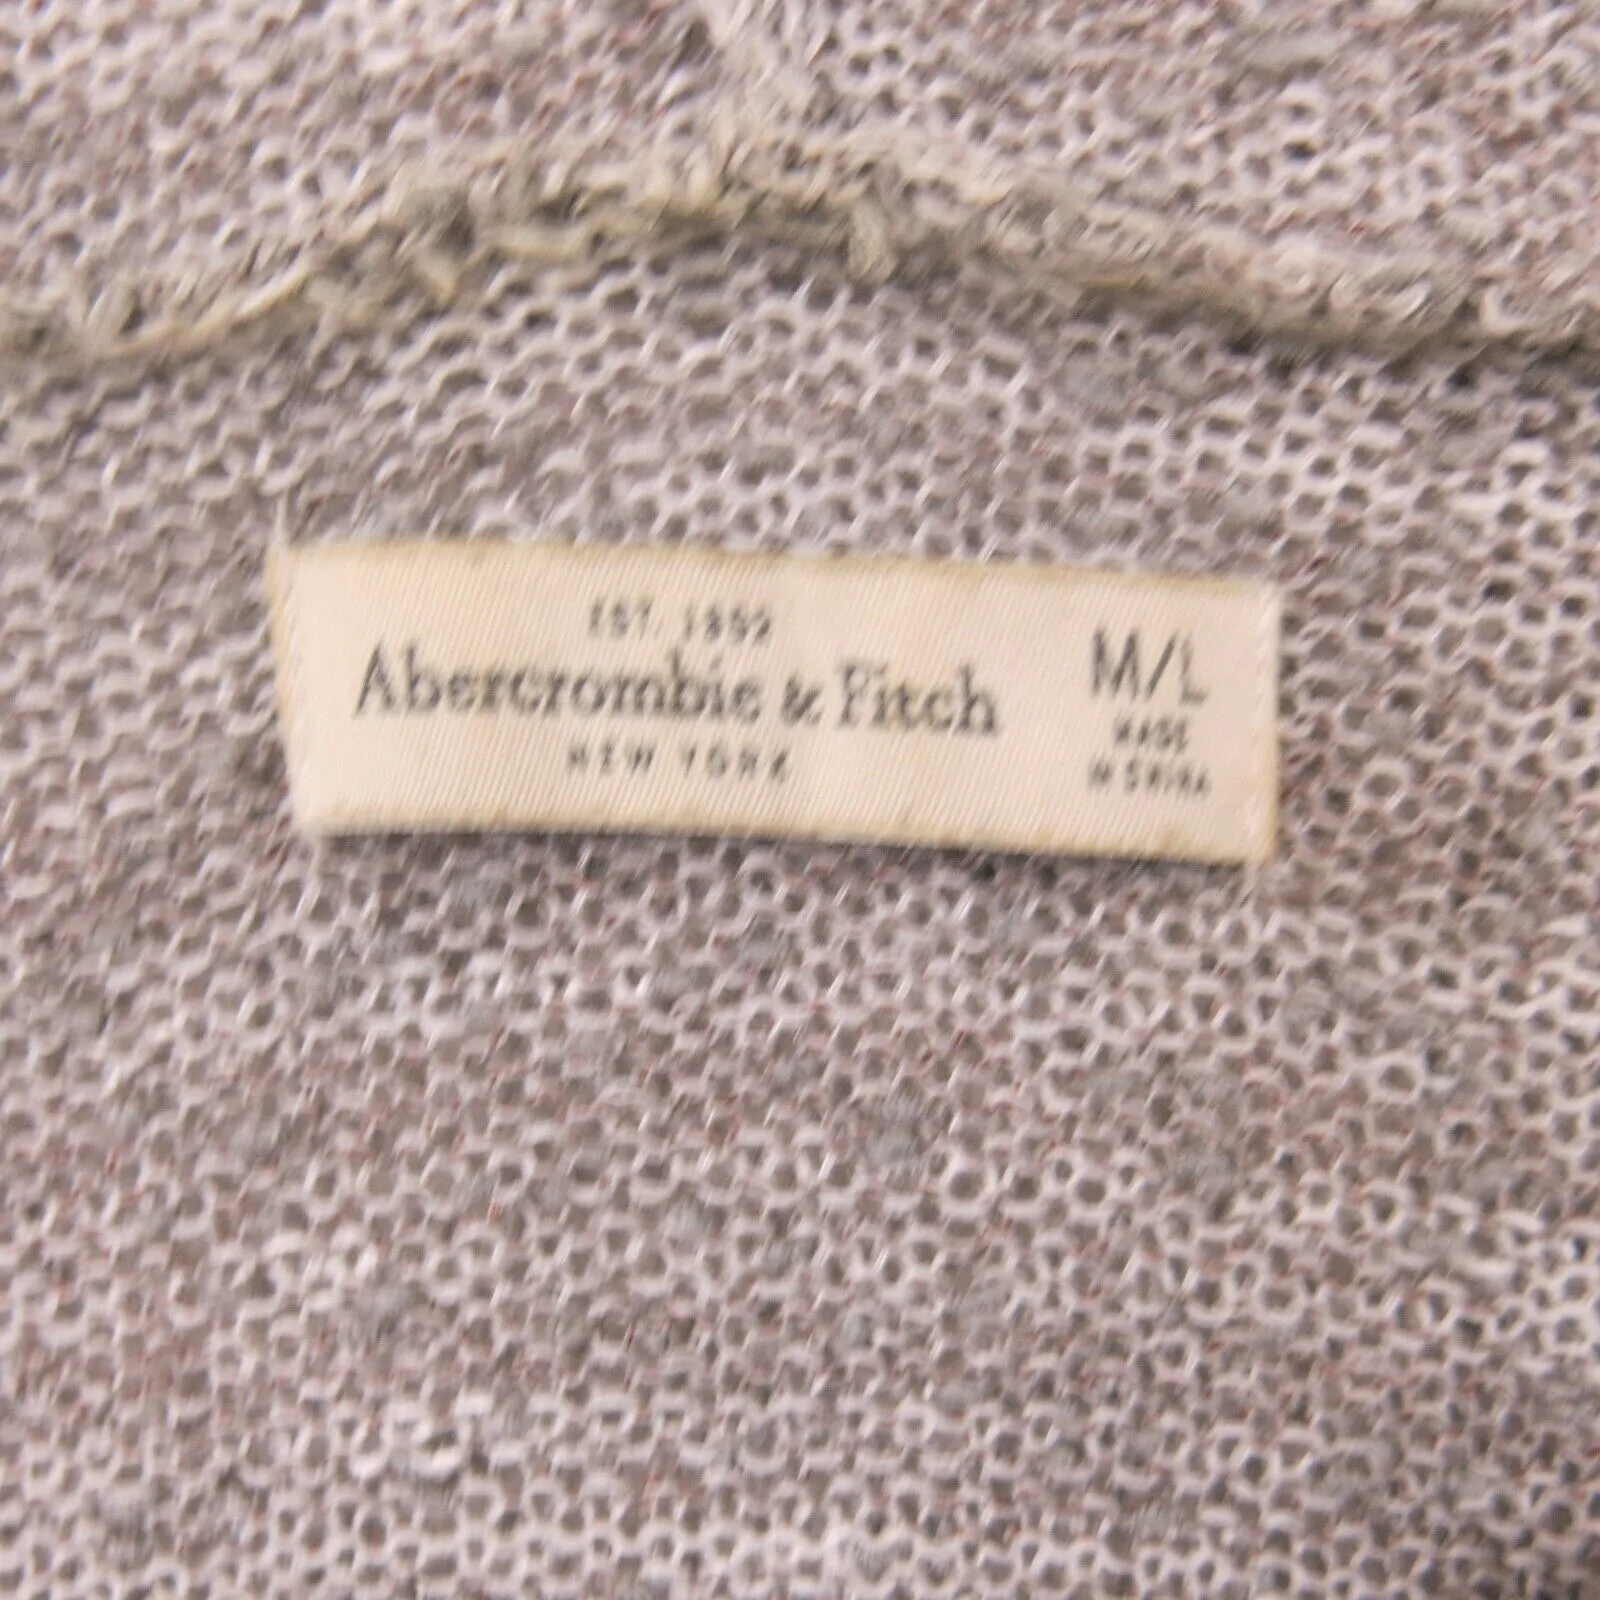 EST. 1892
Abercrombie & Fitch
NEW YORK
M/L
MADE
IN CHINA